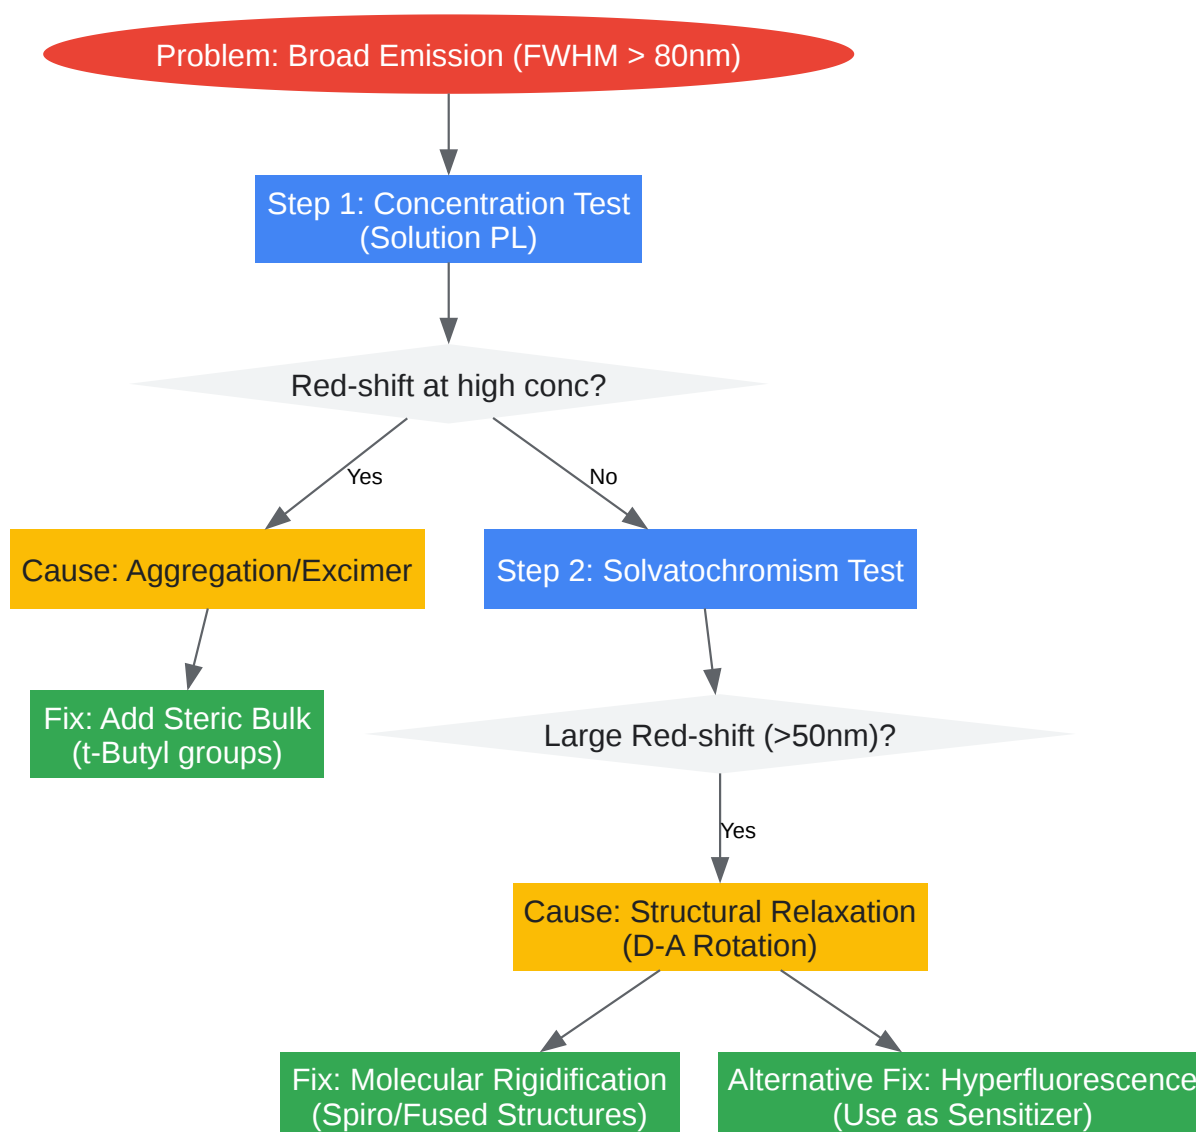 Problem: Broad Emission (FWHM > 80nm)
Step 1: Concentration Test
(Solution PL)
Red-shift at high conc?
Yes
No
Cause: Aggregation/Excimer
Step 2: Solvatochromism Test
Fix: Add Steric Bulk
(t-Butyl groups)
Large Red-shift (>50nm)?
Yes
Cause: Structural Relaxation
(D-A Rotation)
Fix: Molecular Rigidification
(Spiro/Fused Structures)
Alternative Fix: Hyperfluorescence
(Use as Sensitizer)